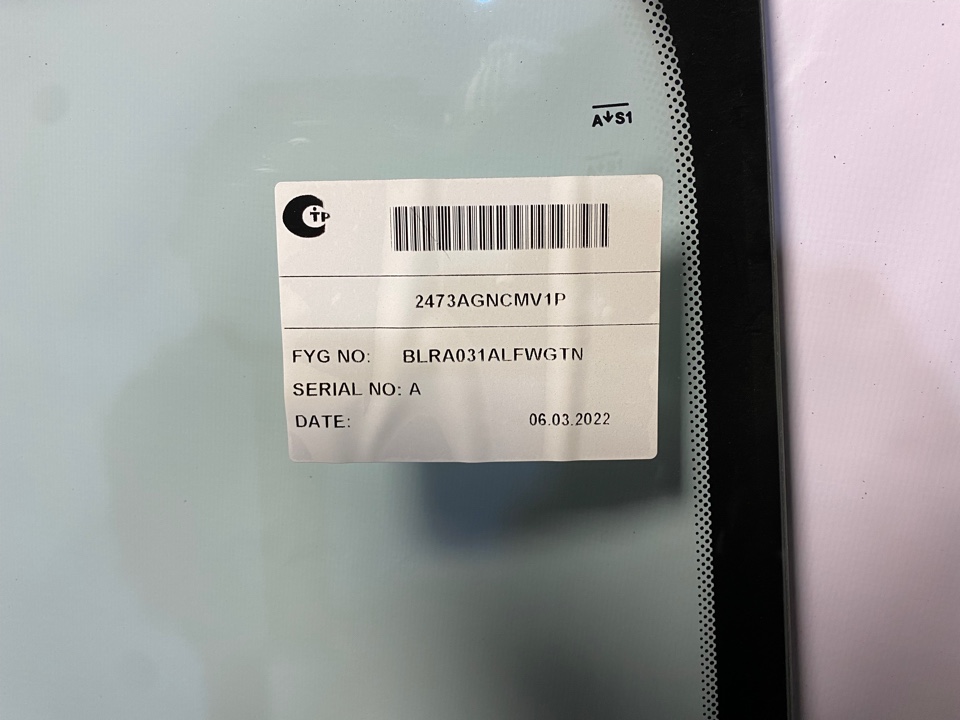 A↓S1
TP
2473AGNCMV1P
FYG NO: BLRA031ALFWGTN
SERIAL NO: A
DATE: 06.03.2022